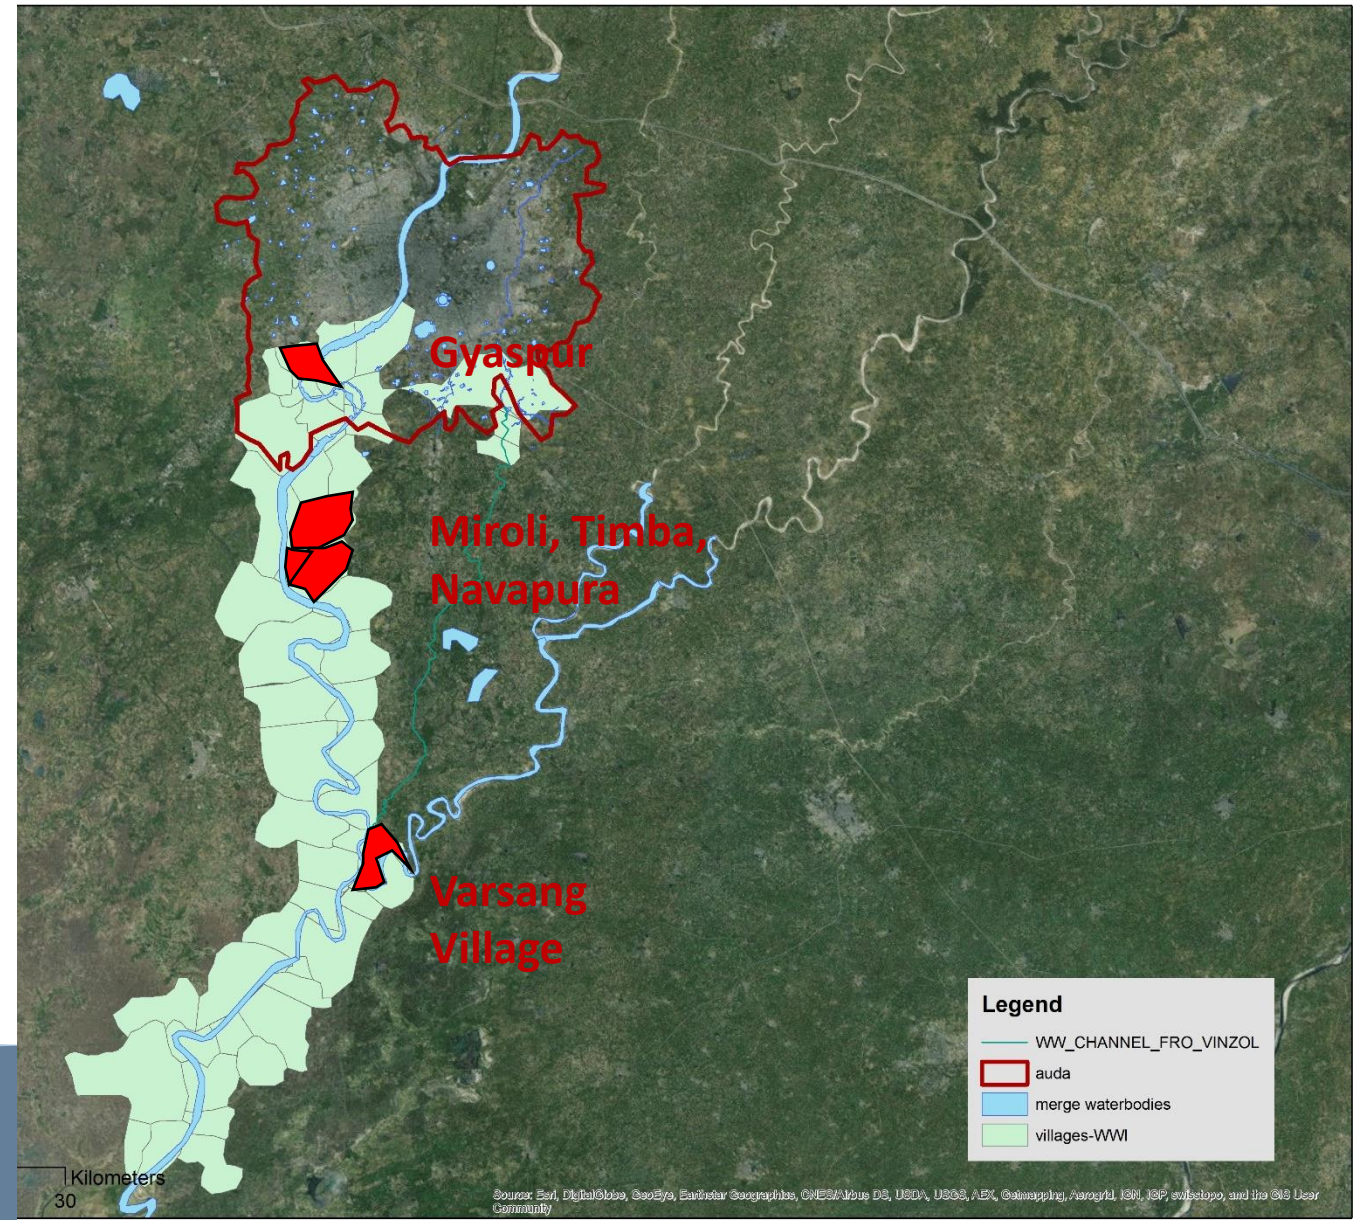 Gyaspur
Miroli, Timba,
Navapura
Varsang
Village
Legend
WW_CHANNEL_FRO_VINZOL
auda
merge waterbodies
villages-WWI
Kilometers
30
Source: Esri, DigitalGlobe, GeoEye, Earthstar Geographics, CNES/Airbus DS, USDA, USGS, AEX, Getmapping, Aerogrid, IGN, IGP, swisstopo, and the GIS User
Community